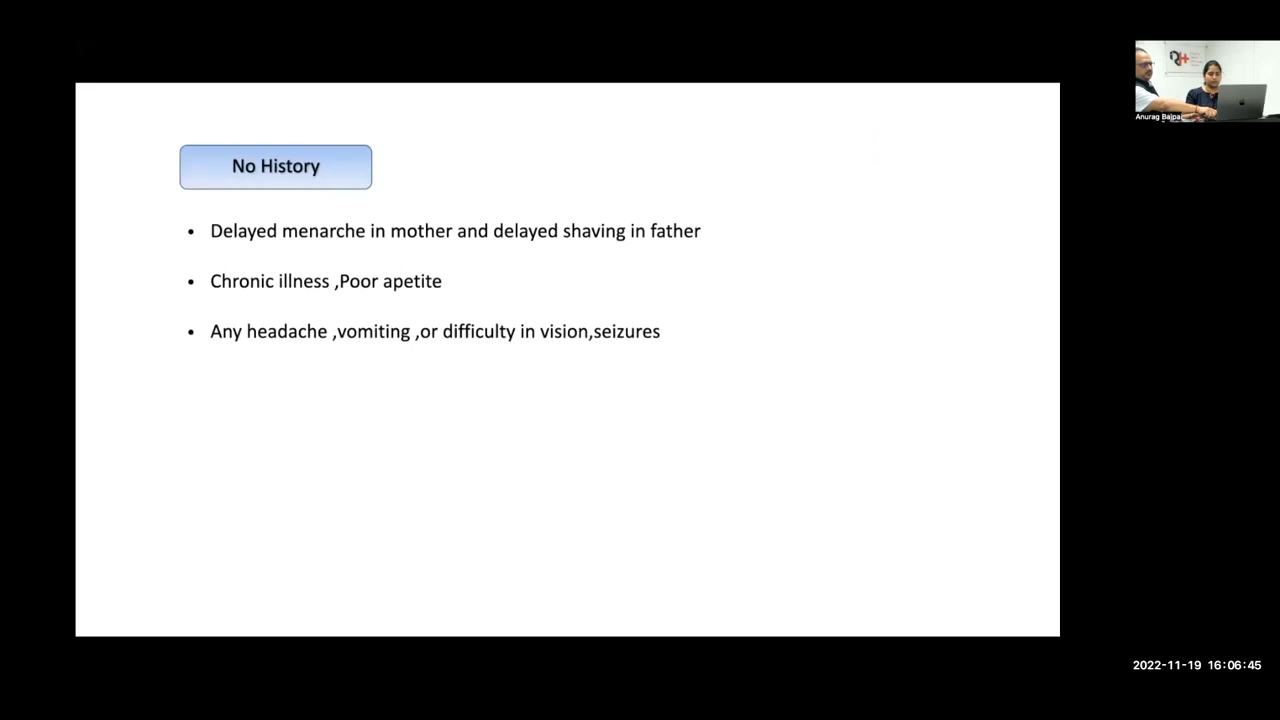 No History
• Delayed menarche in mother and delayed shaving in father
• Chronic illness ,Poor apetite
• Any headache ,vomiting ,or difficulty in vision,seizures
Anurag Bajpai
2022-11-19 16:06:45